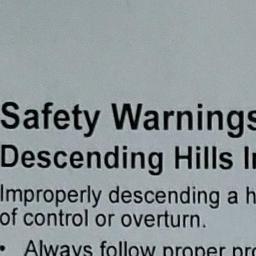 Safety Warnings
Descending Hills
Improperly descending a
of control or overturn.
• Always follow proper